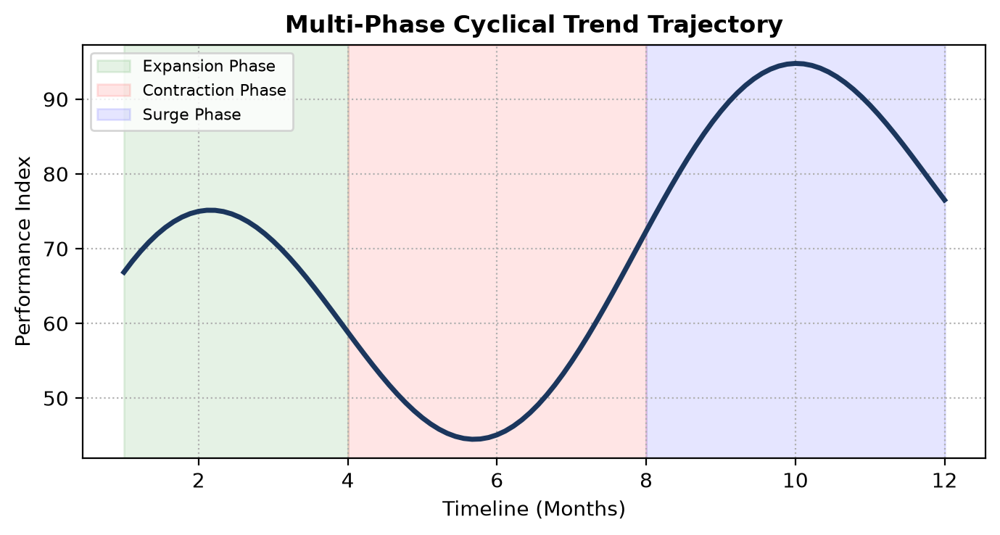 Multi-Phase Cyclical Trend Trajectory
Expansion Phase
Contraction Phase
Surge Phase
Performance Index
90
80
70
60
50
2 4 6 8 10 12
Timeline (Months)